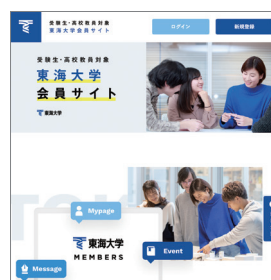 受験生・高校教員対象
東海大学会員サイト
ログイン
新規登録
受験生・高校教員対象
東海大学
会員サイト
東海大学
Mypage
東海大学
MEMBERS
Event
Message